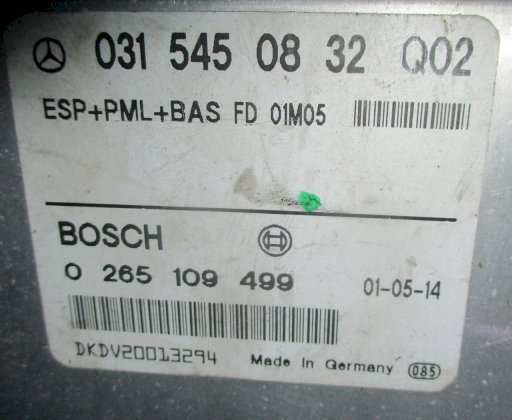 031 545 08 32 Q02
ESP+PML+BAS FD 01M05
BOSCH
0 265 109 499 01-05-14
DKDV20013294 Made in Germany 085